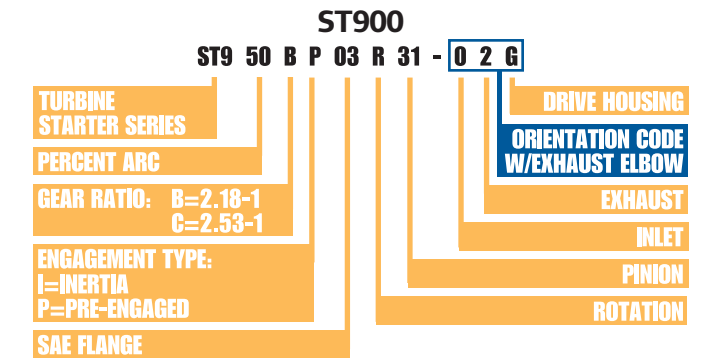 ST900
ST9 50 B P 03 R 31 - 0 2 G
TURBINE
STARTER SERIES
PERCENT ARC
GEAR RATIO: B=2.18-1
C=2.53-1
ENGAGEMENT TYPE:
I=INERTIA
P=PRE-ENGAGED
SAE FLANGE
DRIVE HOUSING
ORIENTATION CODE
W/EXHAUST ELBOW
EXHAUST
INLET
PINION
ROTATION